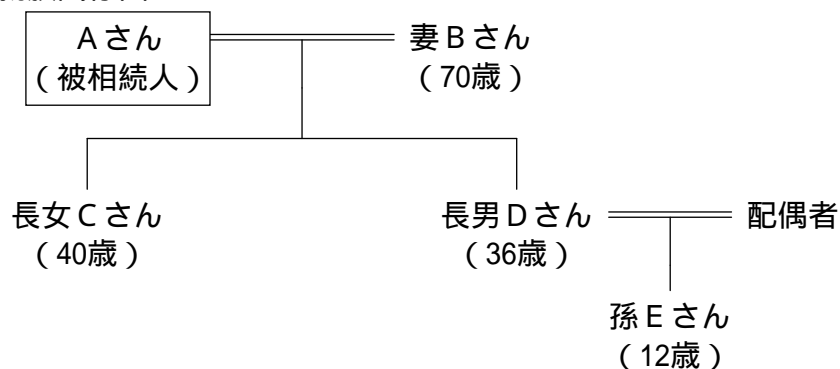 Aさん
（被相続人）
妻Bさん
（70歳）
長女Cさん
（40歳）
長男Dさん
（36歳）
配偶者
孫Eさん
（12歳）